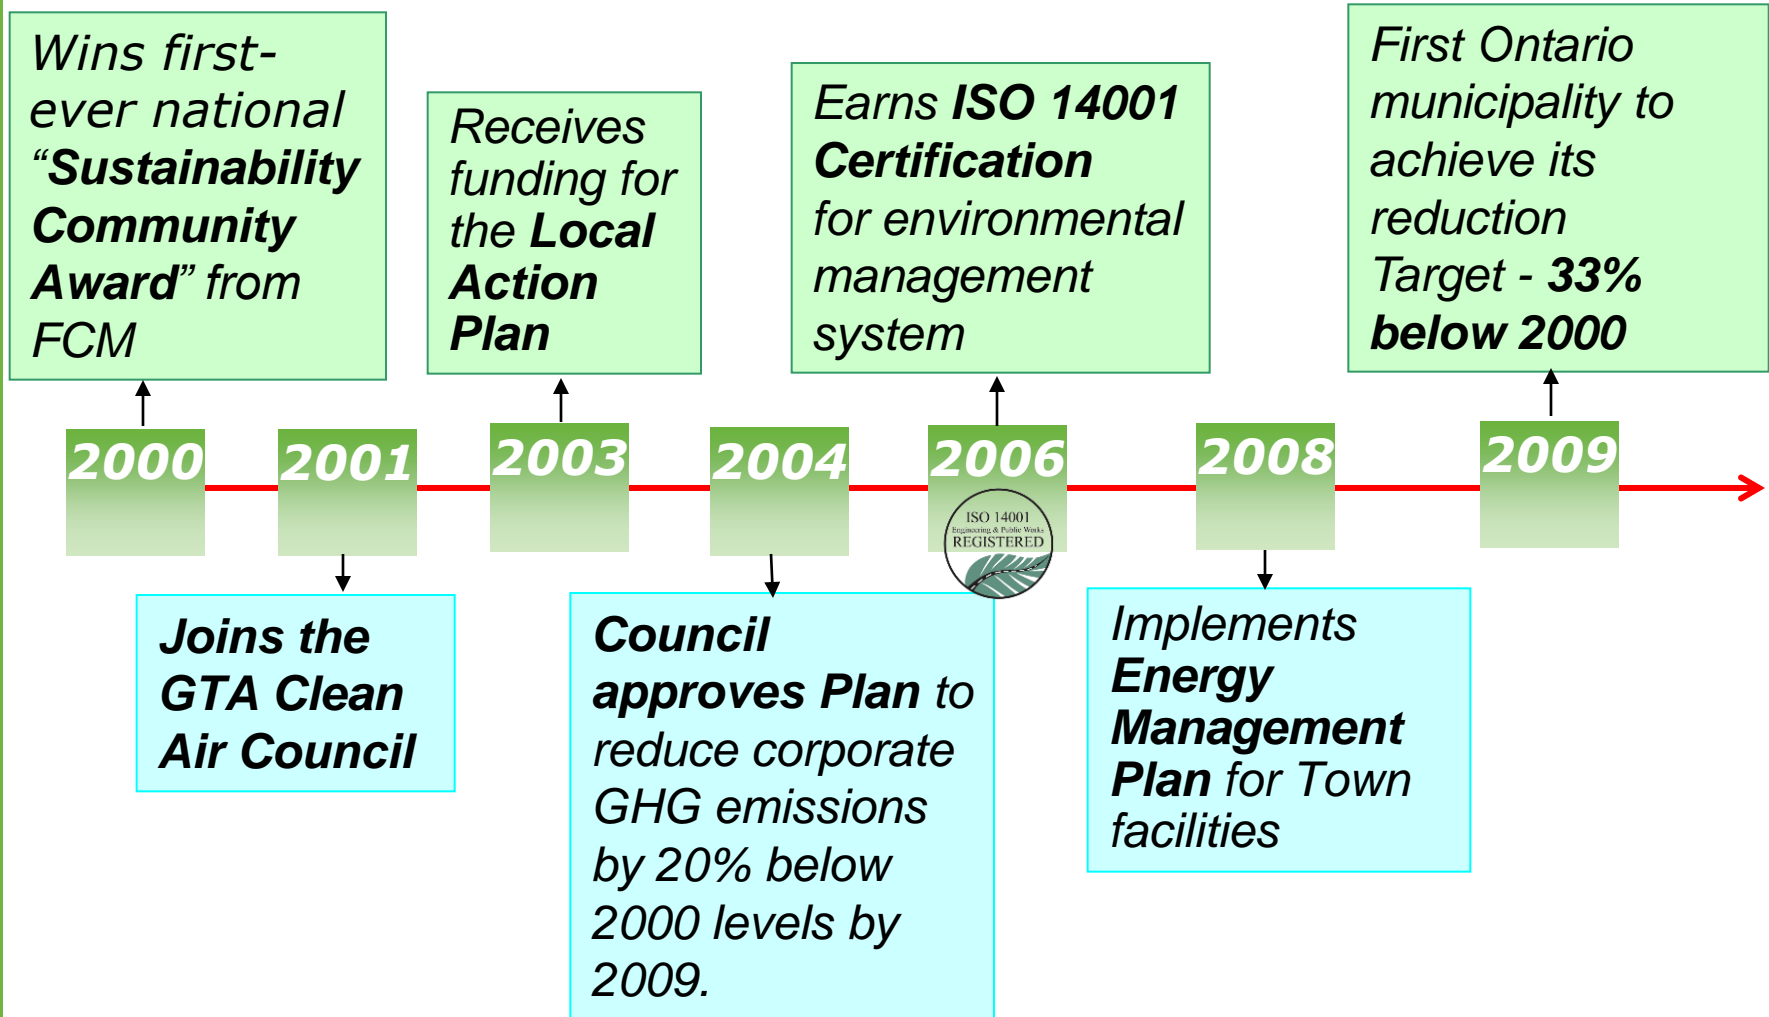 Wins first-
ever national
“Sustainability
Community
Award” from
FCM
Receives
funding for
the Local
Action
Plan
Earns ISO 14001
Certification
for environmental
management
system
First Ontario
municipality to
achieve its
reduction
Target - 33%
below 2000
2000
2001
2003
2004
2006
2008
2009
ISO 14001
Engineering & Public Works
REGISTERED
Joins the
GTA Clean
Air Council
Council
approves Plan to
reduce corporate
GHG emissions
by 20% below
2000 levels by
2009.
Implements
Energy
Management
Plan for Town
facilities